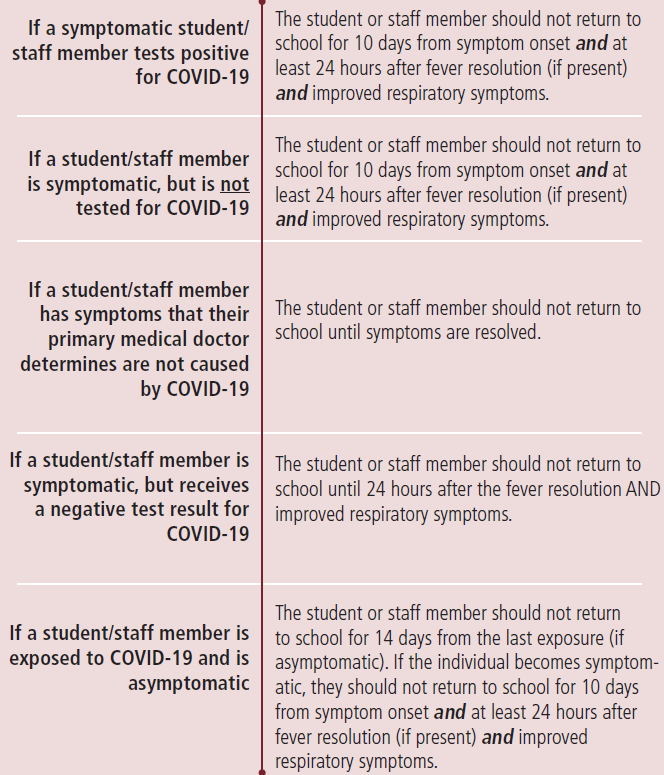 If a symptomatic student/
staff member tests positive
for COVID-19
The student or staff member should not return to
school for 10 days from symptom onset and at
least 24 hours after fever resolution (if present)
and improved respiratory symptoms.
If a student/staff member
is symptomatic, but is not
tested for COVID-19
The student or staff member should not return to
school for 10 days from symptom onset and at
least 24 hours after fever resolution (if present)
and improved respiratory symptoms.
If a student/staff member
has symptoms that their
primary medical doctor
determines are not caused
by COVID-19
The student or staff member should not return to
school until symptoms are resolved.
If a student/staff member is
symptomatic, but receives
a negative test result for
COVID-19
The student or staff member should not return to
school until 24 hours after the fever resolution AND
improved respiratory symptoms.
If a student/staff member is
exposed to COVID-19 and is
asymptomatic
The student or staff member should not return
to school for 14 days from the last exposure (if
asymptomatic). If the individual becomes symptom-
atic, they should not return to school for 10 days
from symptom onset and at least 24 hours after
fever resolution (if present) and improved
respiratory symptoms.